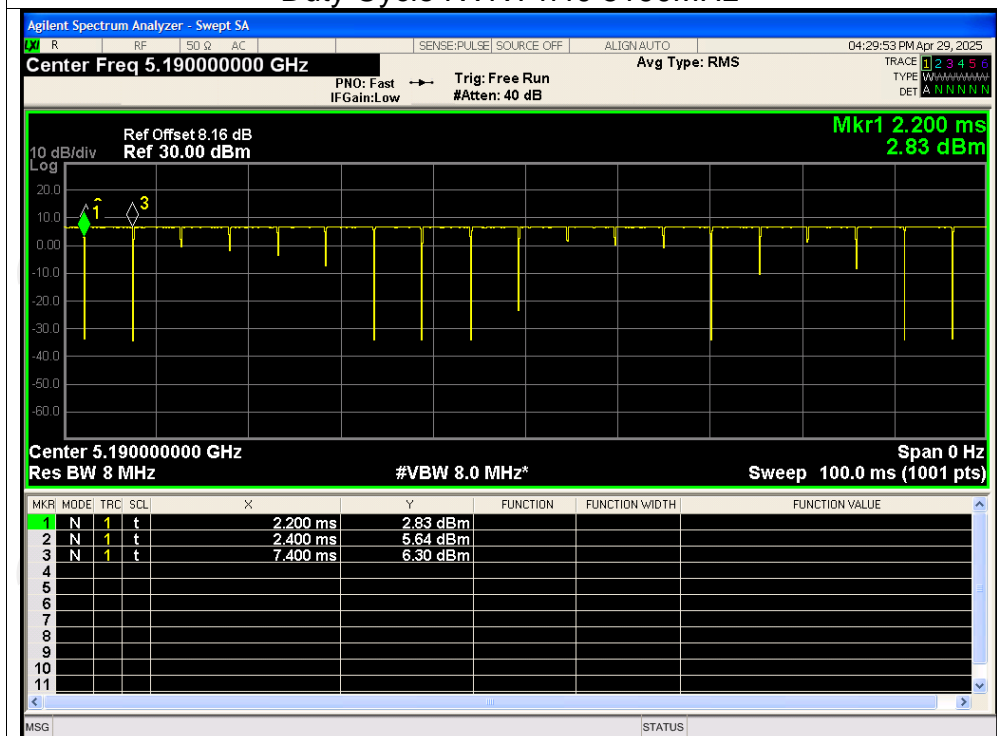 Agilent Spectrum Analyzer - Swept SA
LXI R RF 50 Ω AC SENSE:PULSE SOURCE OFF ALIGN AUTO 04:29:53 PM Apr 29, 2025
Center Freq 5.190000000 GHz Avg Type: RMS TRACE 1 2 3 4 5 6
PNO: Fast Trig: Free Run TYPE
IFGain:Low #Atten: 40 dB DET A N N N N N
Mkr1 2.200 ms
Ref Offset 8.16 dB
10 dB/div Ref 30.00 dBm 2.83 dBm
Log
20.0
10.0
0.00
-10.0
-20.0
-30.0
-40.0
-50.0
-60.0
1 3
Center 5.190000000 GHz Span 0 Hz
Res BW 8 MHz #VBW 8.0 MHz* Sweep 100.0 ms (1001 pts)
MKR MODE TRC SCL X Y FUNCTION FUNCTION WIDTH FUNCTION VALUE
1 N 1 t 2.200 ms 2.83 dBm
2 N 1 t 2.400 ms 5.64 dBm
3 N 1 t 7.400 ms 6.30 dBm
4
5
6
7
8
9
10
11
MSG STATUS